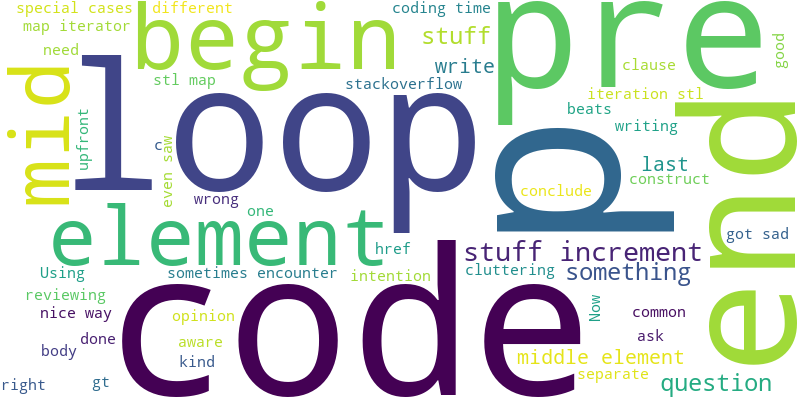 special cases
different
coding time
map iterator
begin
pre
stuff
need
good
mid
loop
write
clause
stl map
stackoverflow
iteration stl
end
beats
upfront
p
writing
c
even saw
last
construct
wrong
conclude
one
element
got sad
href
stuff increment
Using
sometimes encounter
intention
cluttering
something
code
reviewing
Now
nice way
opinion
common
done
aware
ask
body
kind
middle element
separate
right
gt
question